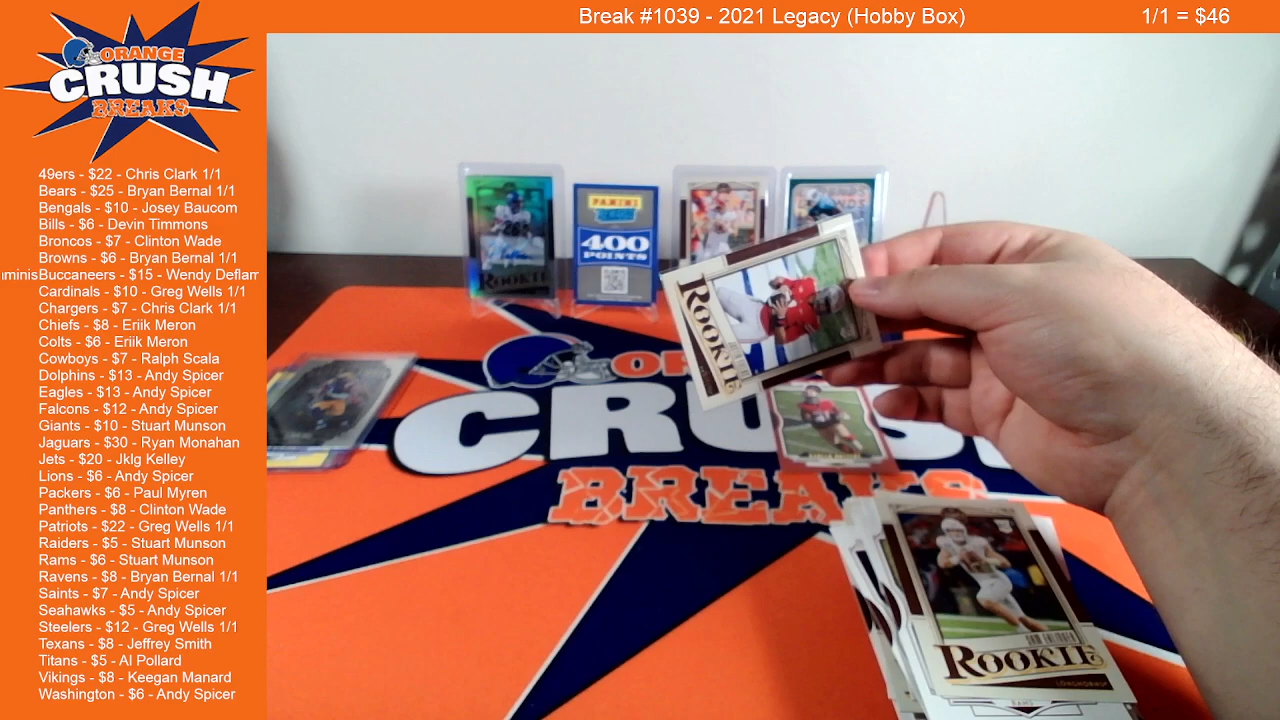 Break #1039 - 2021 Legacy (Hobby Box)
1/1 = $46
ORANGE
CRUSH
BREAKS
49ers - $22 - Chris Clark 1/1
Bears - $25 - Bryan Bernal 1/1
Bengals - $10 - Josey Baucom
Bills - $6 - Devin Timmons
Broncos - $7 - Clinton Wade
Browns - $6 - Bryan Bernal 1/1
Buccaneers - $15 - Wendy Deflam
Cardinals - $10 - Greg Wells 1/1
Chargers - $7 - Chris Clark 1/1
Chiefs - $8 - Eriik Meron
Colts - $6 - Eriik Meron
Cowboys - $7 - Ralph Scala
Dolphins - $13 - Andy Spicer
Eagles - $13 - Andy Spicer
Falcons - $12 - Andy Spicer
Giants - $10 - Stuart Munson
Jaguars - $30 - Ryan Monahan
Jets - $20 - Jklg Kelley
Lions - $6 - Andy Spicer
Packers - $6 - Paul Myren
Panthers - $8 - Clinton Wade
Patriots - $22 - Greg Wells 1/1
Raiders - $5 - Stuart Munson
Rams - $6 - Stuart Munson
Ravens - $8 - Bryan Bernal 1/1
Saints - $7 - Andy Spicer
Seahawks - $5 - Andy Spicer
Steelers - $12 - Greg Wells 1/1
Texans - $8 - Jeffrey Smith
Titans - $5 - Al Pollard
Vikings - $8 - Keegan Manard
Washington - $6 - Andy Spicer
ROOKIE
PANINI
400
POINTS
LEGENDS
ROOKIE
OR
CRUS
BREAKS
SAM EHLINGER
ROOKIE
LONGHORNS
RAMS